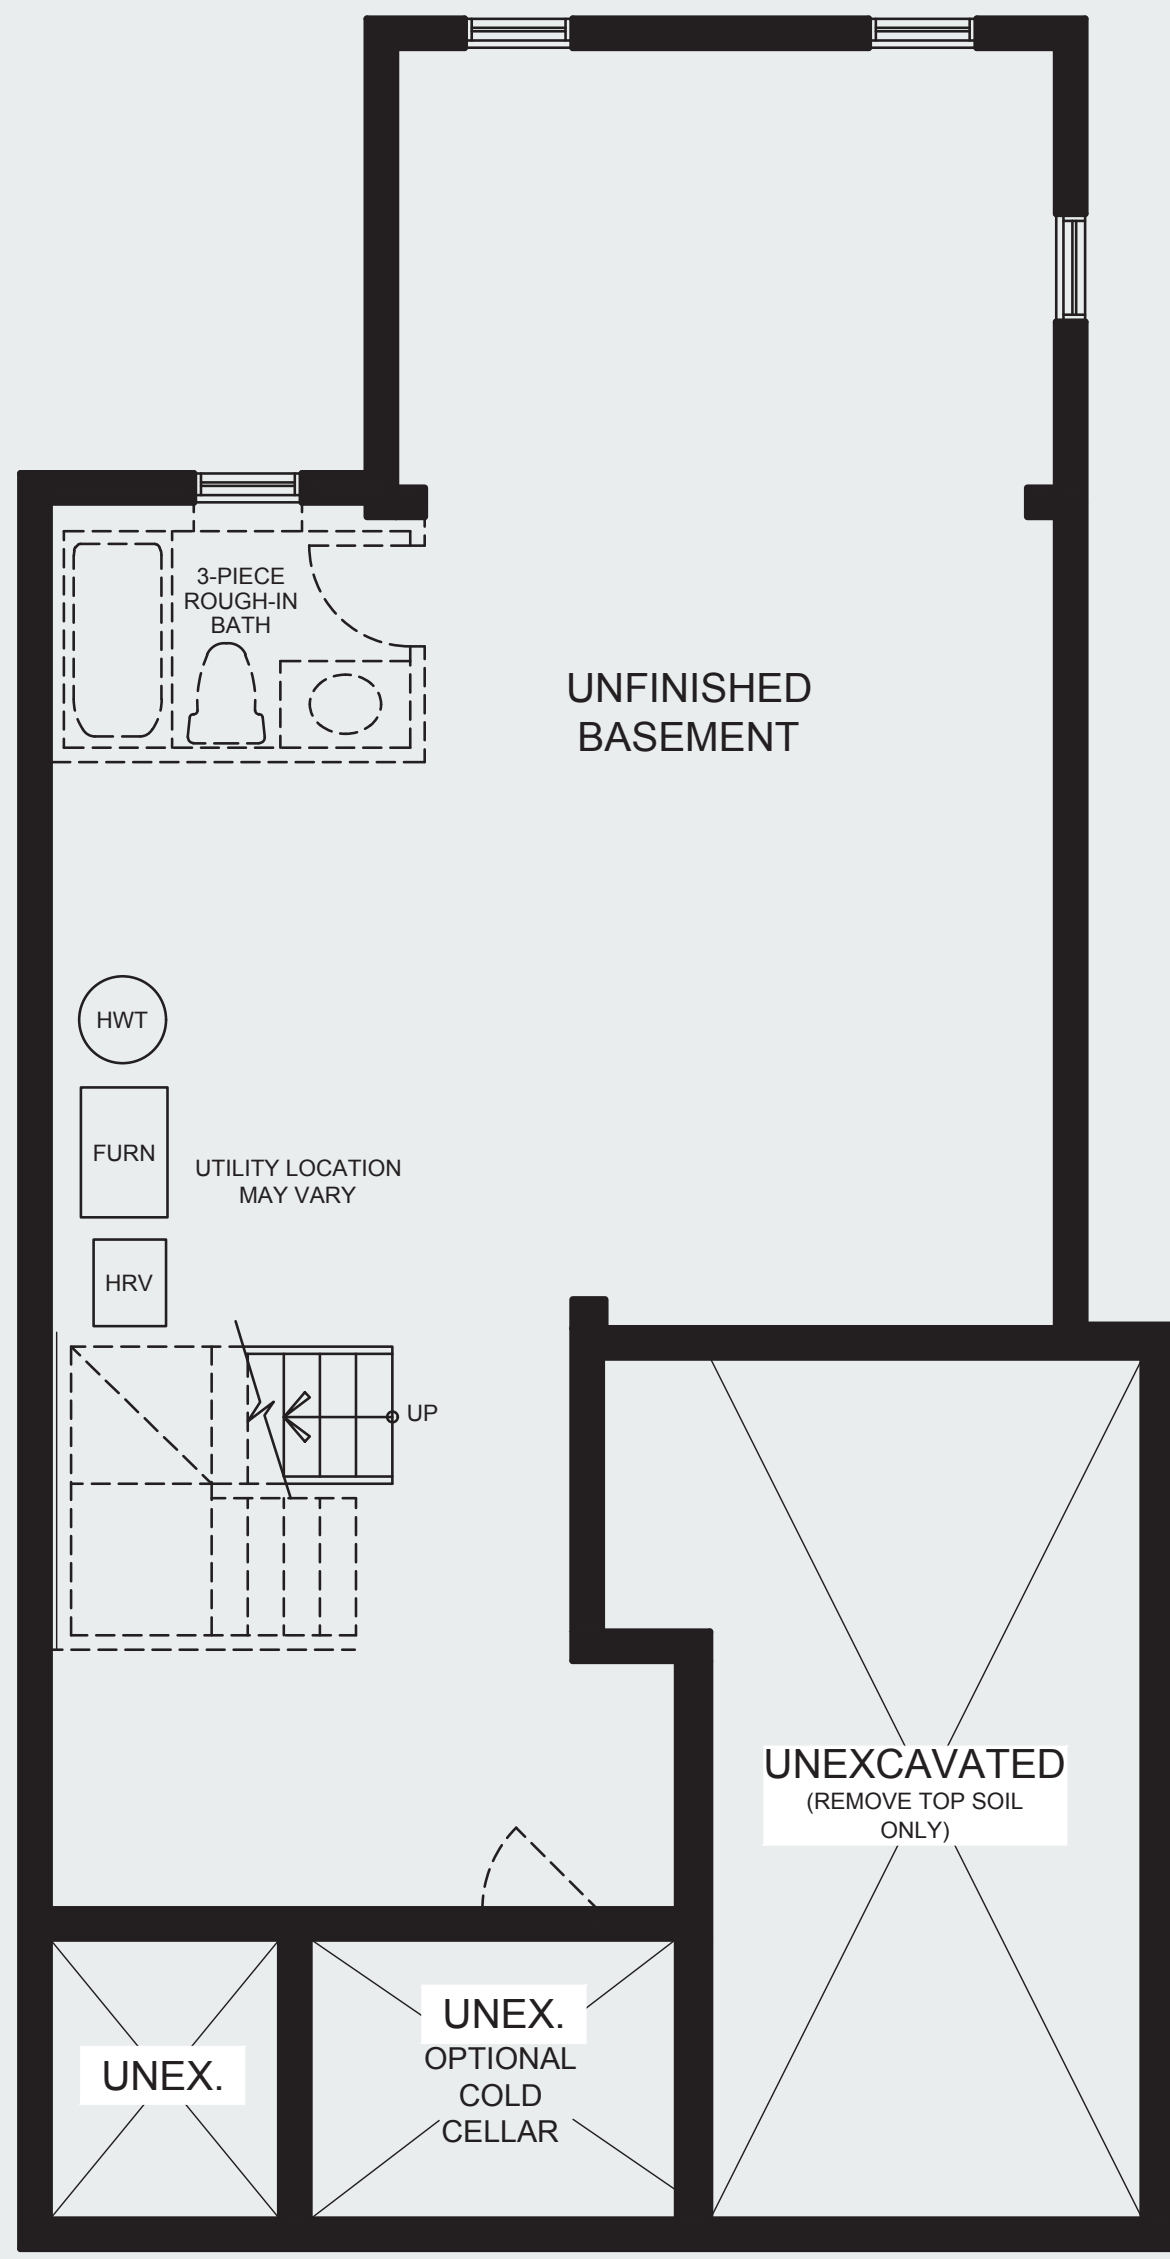 3-PIECE
ROUGH-IN
BATH
UNFINISHED
BASEMENT
HWT
FURN
UTILITY LOCATION
MAY VARY
HRV
UP
UNEXCAVATED
(REMOVE TOP SOIL
ONLY)
UNEX.
UNEX.
OPTIONAL
COLD
CELLAR